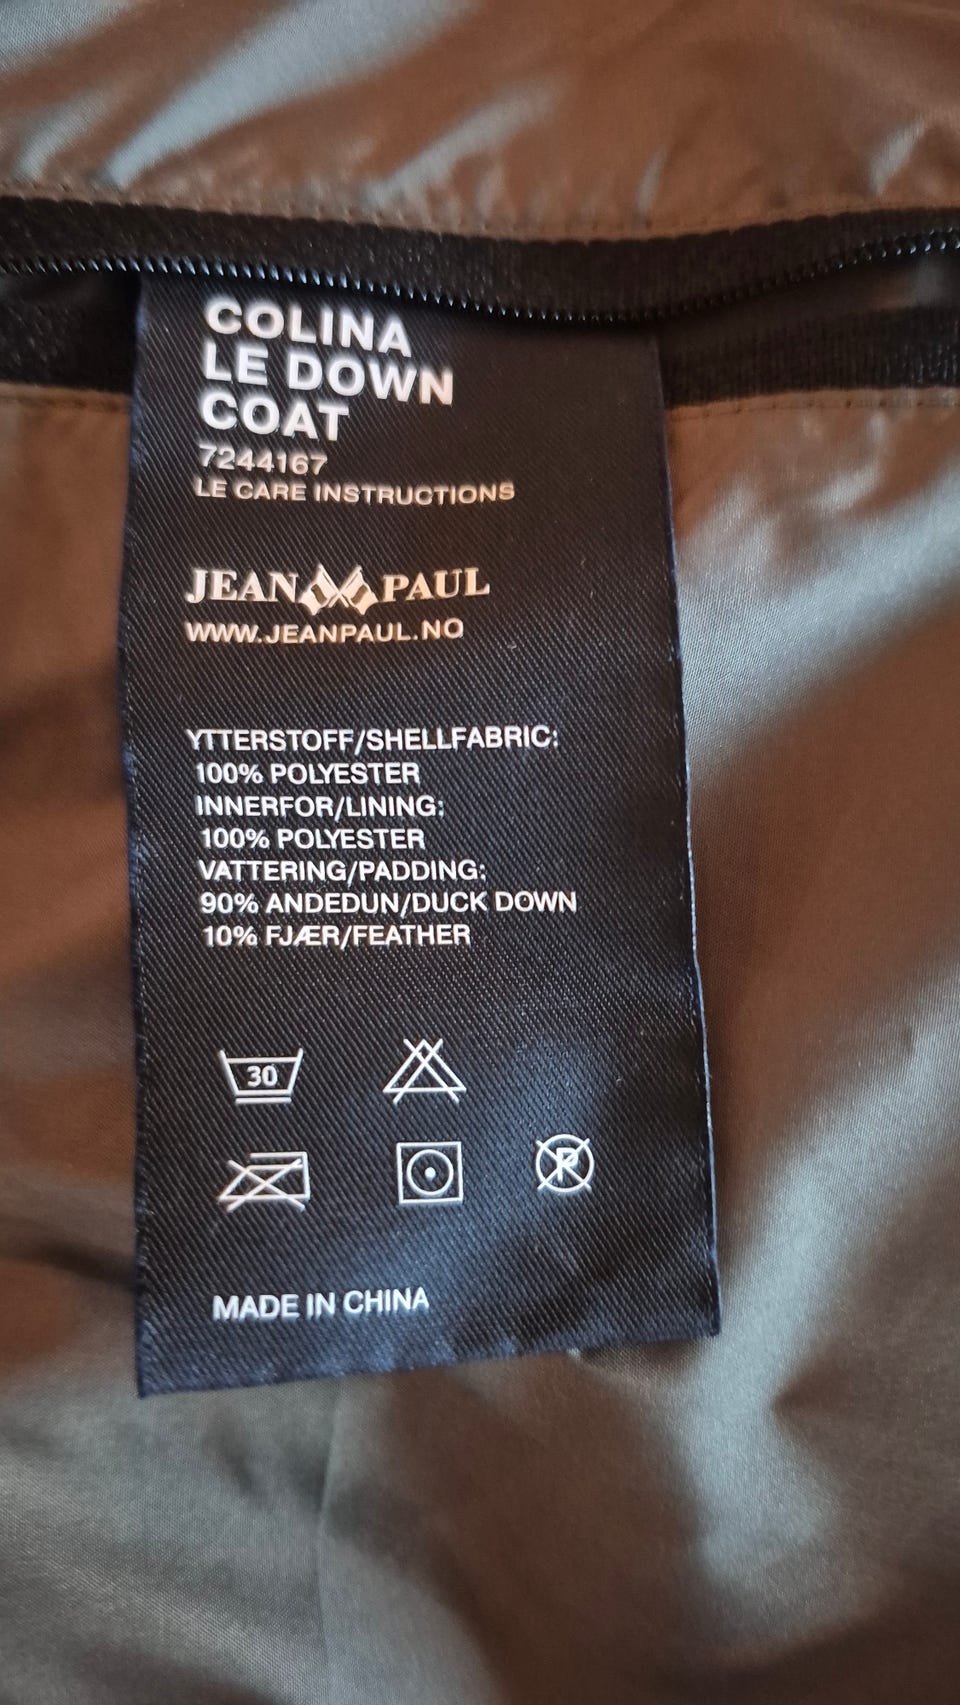 COLINA
LE DOWN
COAT
7244167
LE CARE INSTRUCTIONS
JEAN PAUL
WWW.JEANPAUL.NO
YTTERSTOFF/SHELLFABRIC:
100% POLYESTER
INNERFOR/LINING:
100% POLYESTER
VATTERING/PADDING:
90% ANDEDUN/DUCK DOWN
10% FJÆR/FEATHER
30
P
MADE IN CHINA